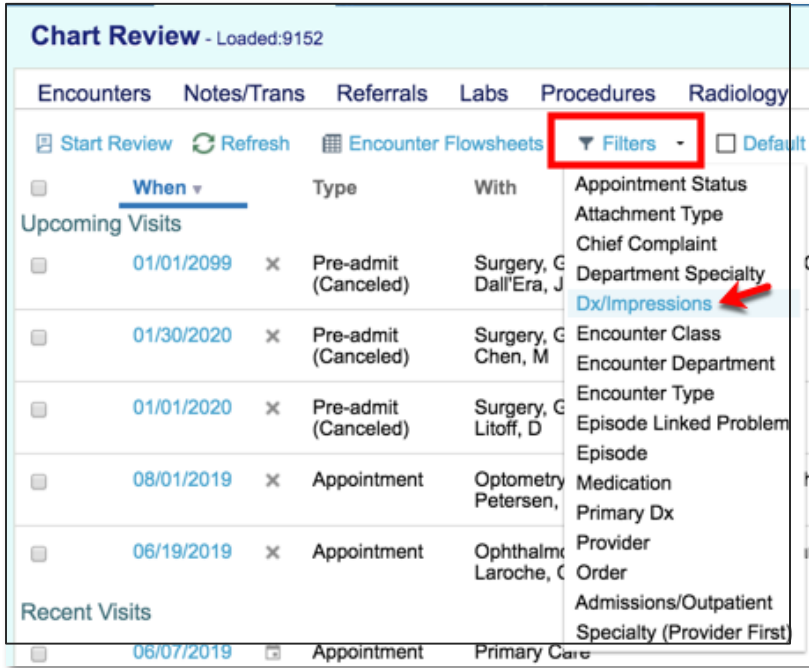 Chart Review - Loaded:9152
Encounters Notes/Trans Referrals Labs Procedures Radiology
Start Review Refresh Encounter Flowsheets Filters Default
When Type With
Upcoming Visits
01/01/2099 Pre-admit (Canceled) Surgery, G Dall'Era, J
01/30/2020 Pre-admit (Canceled) Surgery, G Chen, M
01/01/2020 Pre-admit (Canceled) Surgery, G Litoff, D
08/01/2019 Appointment Optometry Petersen,
06/19/2019 Appointment Ophthalmo Laroche, C
Recent Visits
06/07/2019 Appointment Primary Care
Appointment Status
Attachment Type
Chief Complaint
Department Specialty
Dx/Impressions
Encounter Class
Encounter Department
Encounter Type
Episode Linked Problem
Episode
Medication
Primary Dx
Provider
Order
Admissions/Outpatient
Specialty (Provider First)